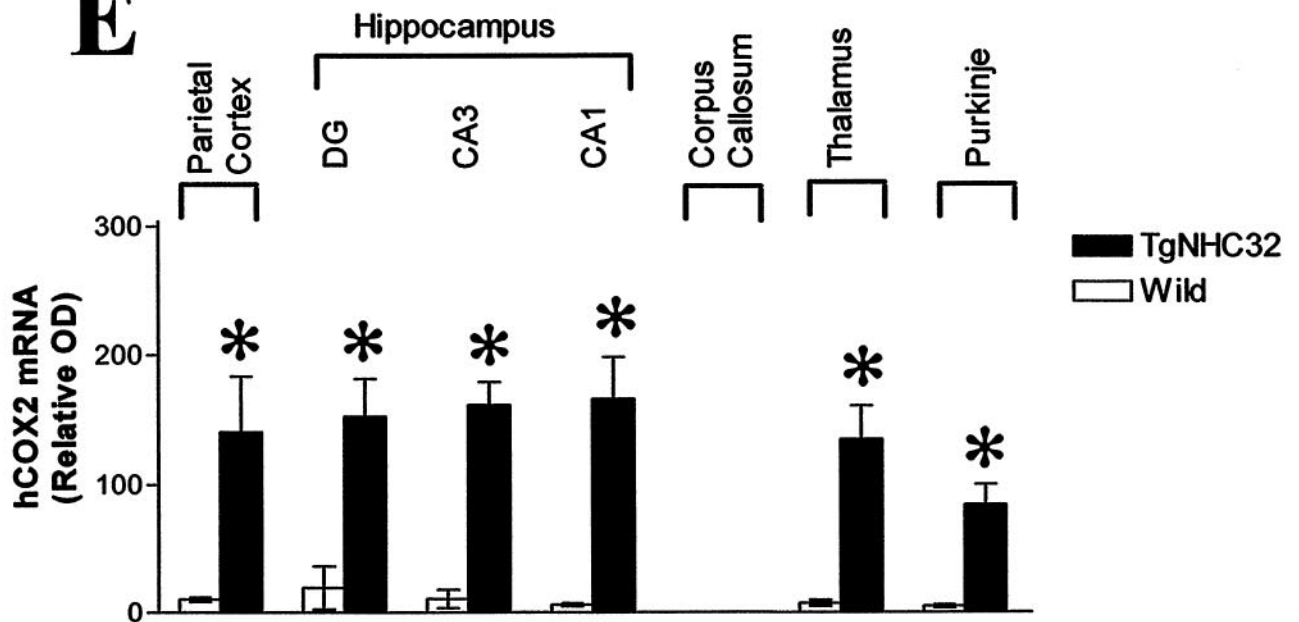 E
Hippocampus
Parietal
Cortex
DG
CA3
CA1
Corpus
Callosum
Thalamus
Purkinje
300
200
100
0
hCOX2 mRNA
(Relative OD)
* * * * * *
TgNHC32
Wild